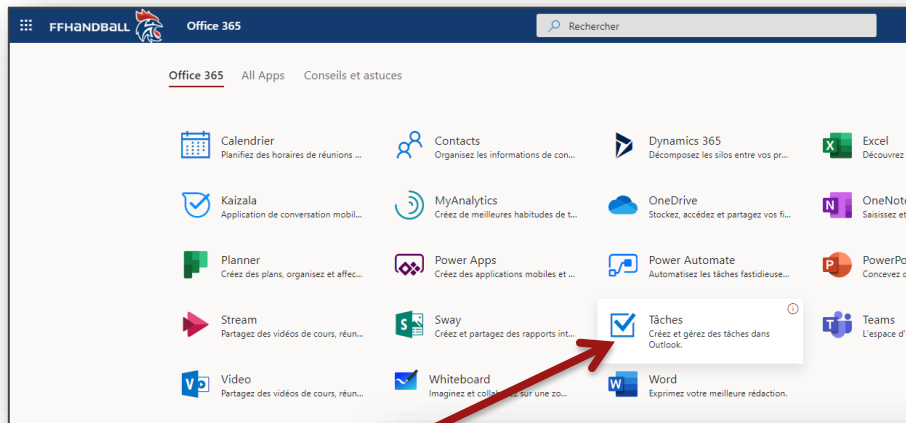 FFHANDBALL
Office 365
Rechercher
Office 365 All Apps Conseils et astuces
Calendrier
Planifiez des horaires de réunions ...
Contacts
Organisez les informations de con...
Dynamics 365
Décomposez les silos entre vos pr...
Excel
Découvrez
Kaizala
Application de conversation mobil...
MyAnalytics
Créez de meilleures habitudes de t...
OneDrive
Stockez, accédez et partagez vos fi...
OneNote
Saisissez et
Planner
Créez des plans, organisez et affec...
Power Apps
Créez des applications mobiles et ...
Power Automate
Automatisez les tâches fastidieuse...
PowerPo
Concevez
Stream
Partagez des vidéos de cours, réun...
Sway
Créez et partagez des rapports int...
Tâches
Créez et gérez des tâches dans
Outlook.
Teams
L'espace d'
Video
Partagez des vidéos de cours, réun...
Whiteboard
Imaginez et collaborez sur une zo...
Word
Exprimez votre meilleure rédaction.